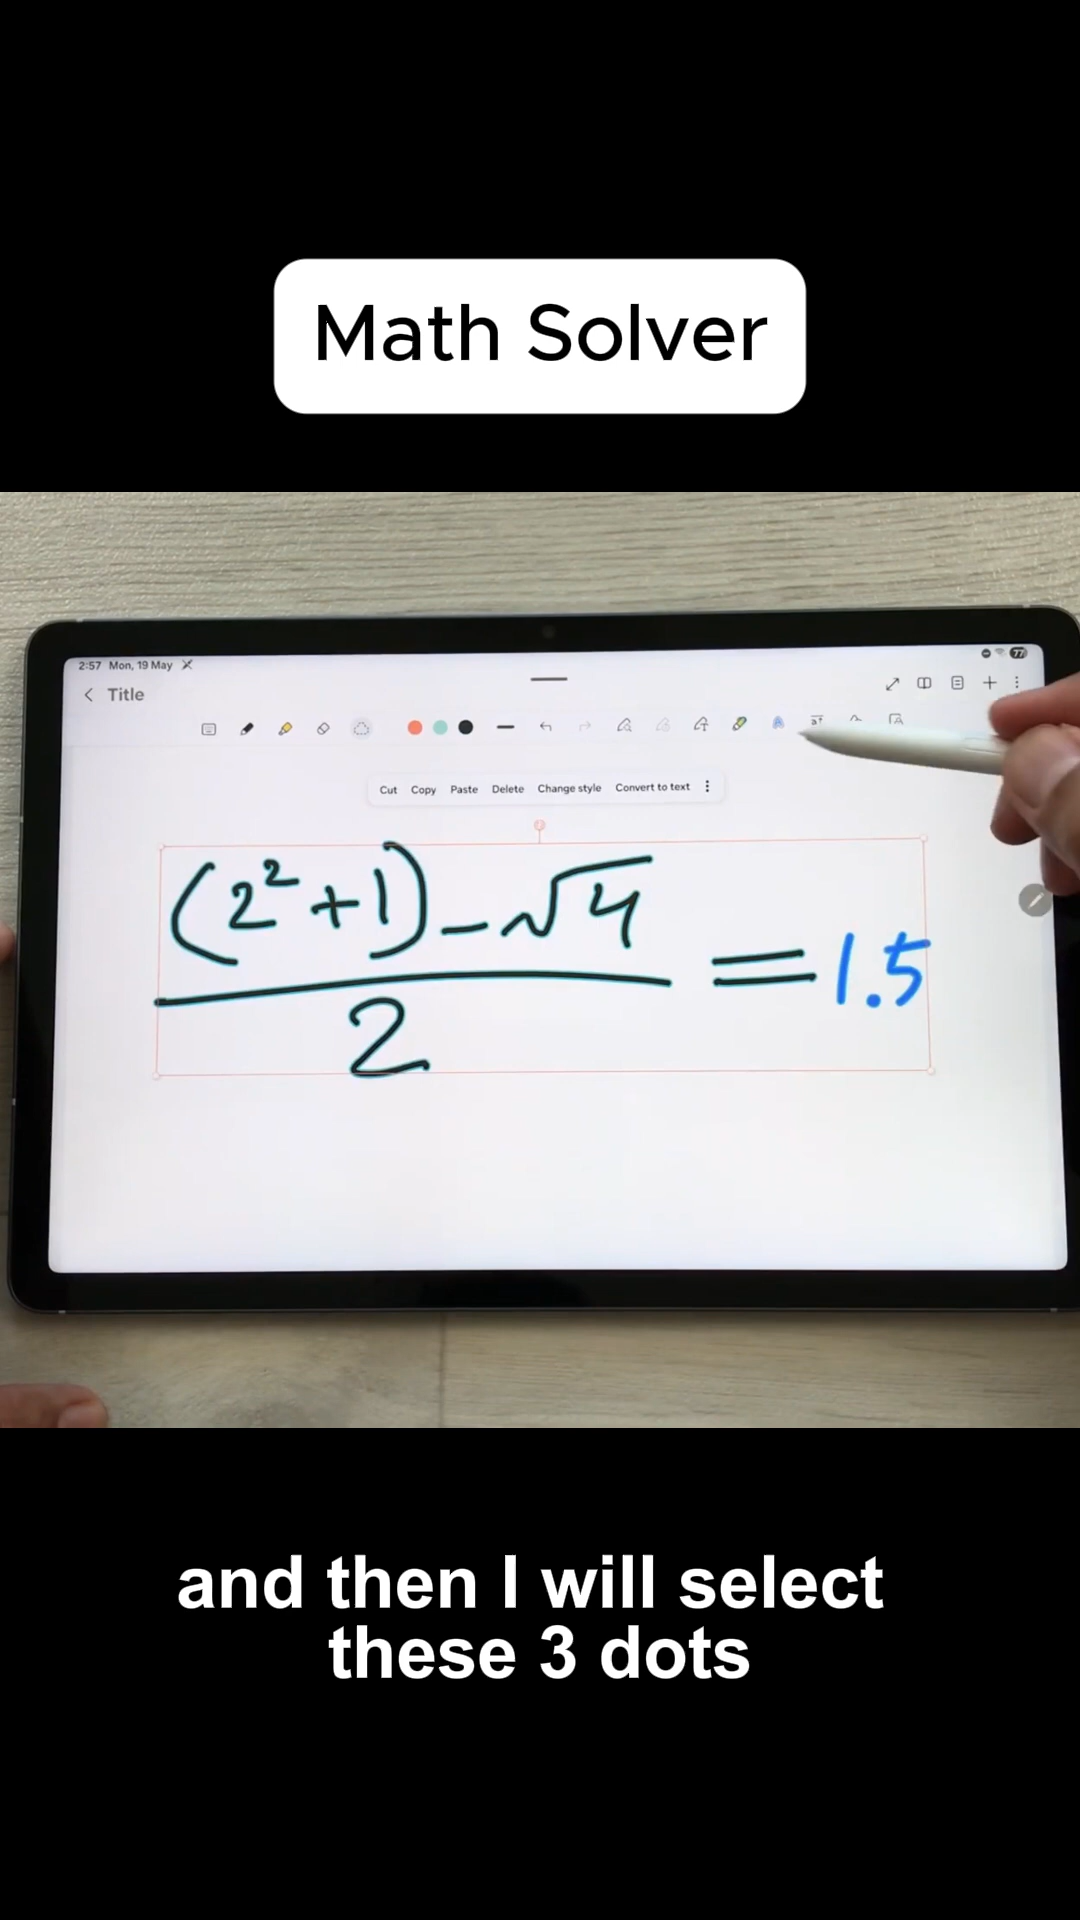 Math Solver
2:57 Mon, 19 May
77
Title
Cut Copy Paste Delete Change style Convert to text
(2²+1)-√4
= 1.5
2
and then I will select
these 3 dots